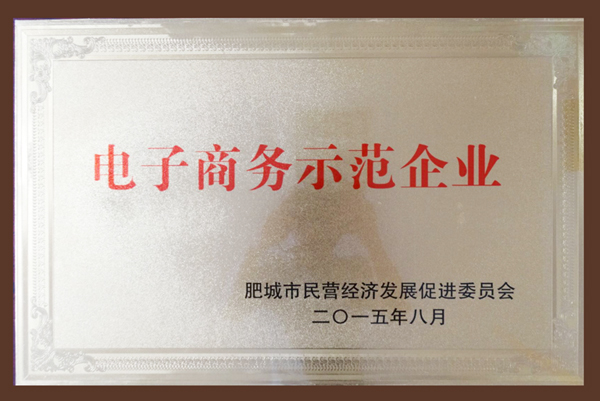 电子商务示范企业
肥城市民营经济发展促进委员会
二〇一五年八月